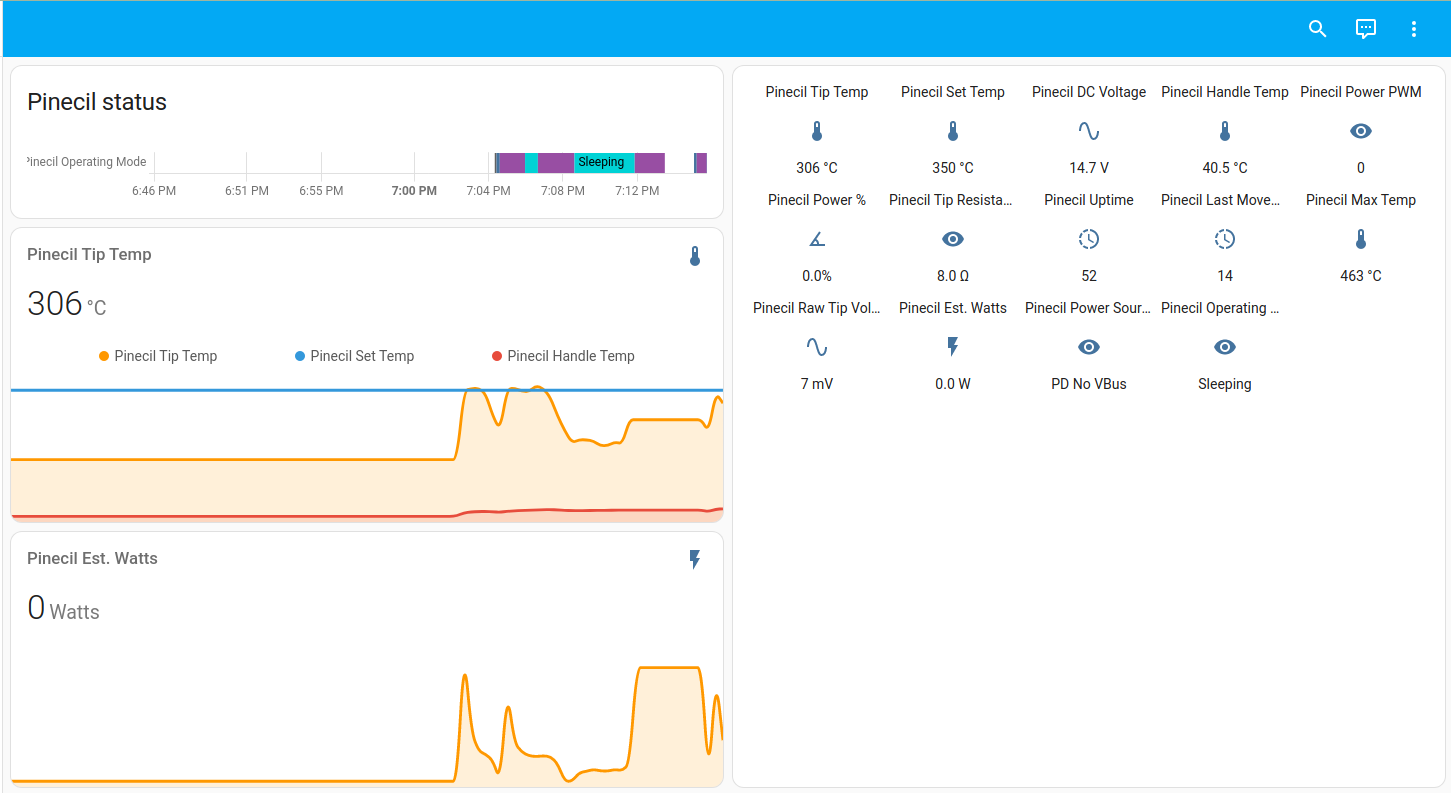 Pinecil status
Pinecil Operating Mode
Sleeping
6:46 PM 6:51 PM 6:55 PM 7:00 PM 7:04 PM 7:08 PM 7:12 PM
Pinecil Tip Temp
306 °C
Pinecil Tip Temp Pinecil Set Temp Pinecil Handle Temp
Pinecil Est. Watts
0 Watts
Pinecil Tip Temp Pinecil Set Temp Pinecil DC Voltage Pinecil Handle Temp Pinecil Power PWM
306 °C 350 °C 14.7 V 40.5 °C 0
Pinecil Power % Pinecil Tip Resista... Pinecil Uptime Pinecil Last Move... Pinecil Max Temp
0.0% 8.0 Ω 52 14 463 °C
Pinecil Raw Tip Vol... Pinecil Est. Watts Pinecil Power Sour... Pinecil Operating ...
7 mV 0.0 W PD No VBus Sleeping